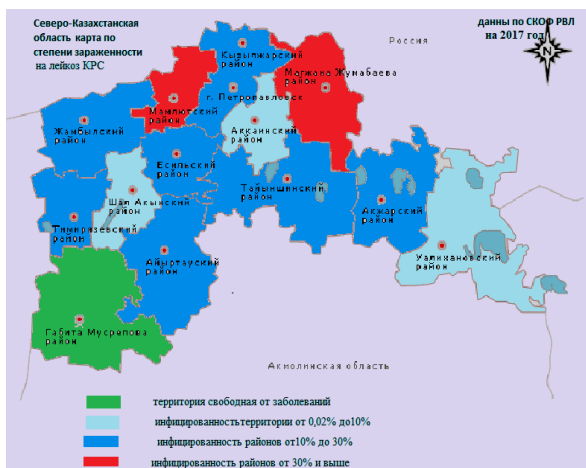 Северо-Казахстанская
область карта по
степени зараженности
на лейкоз КРС
данны по СКОФ РВЛ
на 2017 год
Россия
N
Кызылжарский
район
Магжана Жумабаева
район
г. Петропавловск
Мамлютский
район
Аккаинский
район
Жамбылский
район
Есильский
район
Тайыншинский
район
Шал Акынский
район
Акжарский
район
Тимирязевский
район
Уалихановский
район
Айыртауский
район
Габита Мусрепова
район
Акмолинская область
територия свободная от заболеваний
инфицированностьтерритории от 0,02% до10%
инфицированность районов от10% до 30%
инфицированность районов от 30% и выше